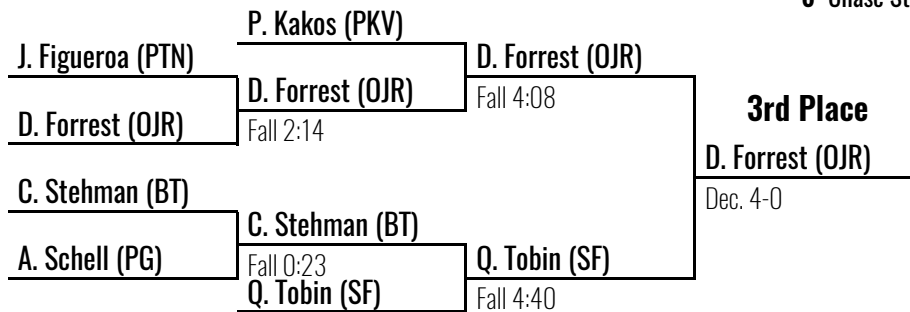 P. Kakos (PKV)
J. Figueroa (PTN)
D. Forrest (OJR)
D. Forrest (OJR)
Fall 4:08
3rd Place
D. Forrest (OJR)
Fall 2:14
D. Forrest (OJR)
Dec. 4-0
C. Stehman (BT)
C. Stehman (BT)
A. Schell (PG)
Fall 0:23
Q. Tobin (SF)
Q. Tobin (SF)
Fall 4:40